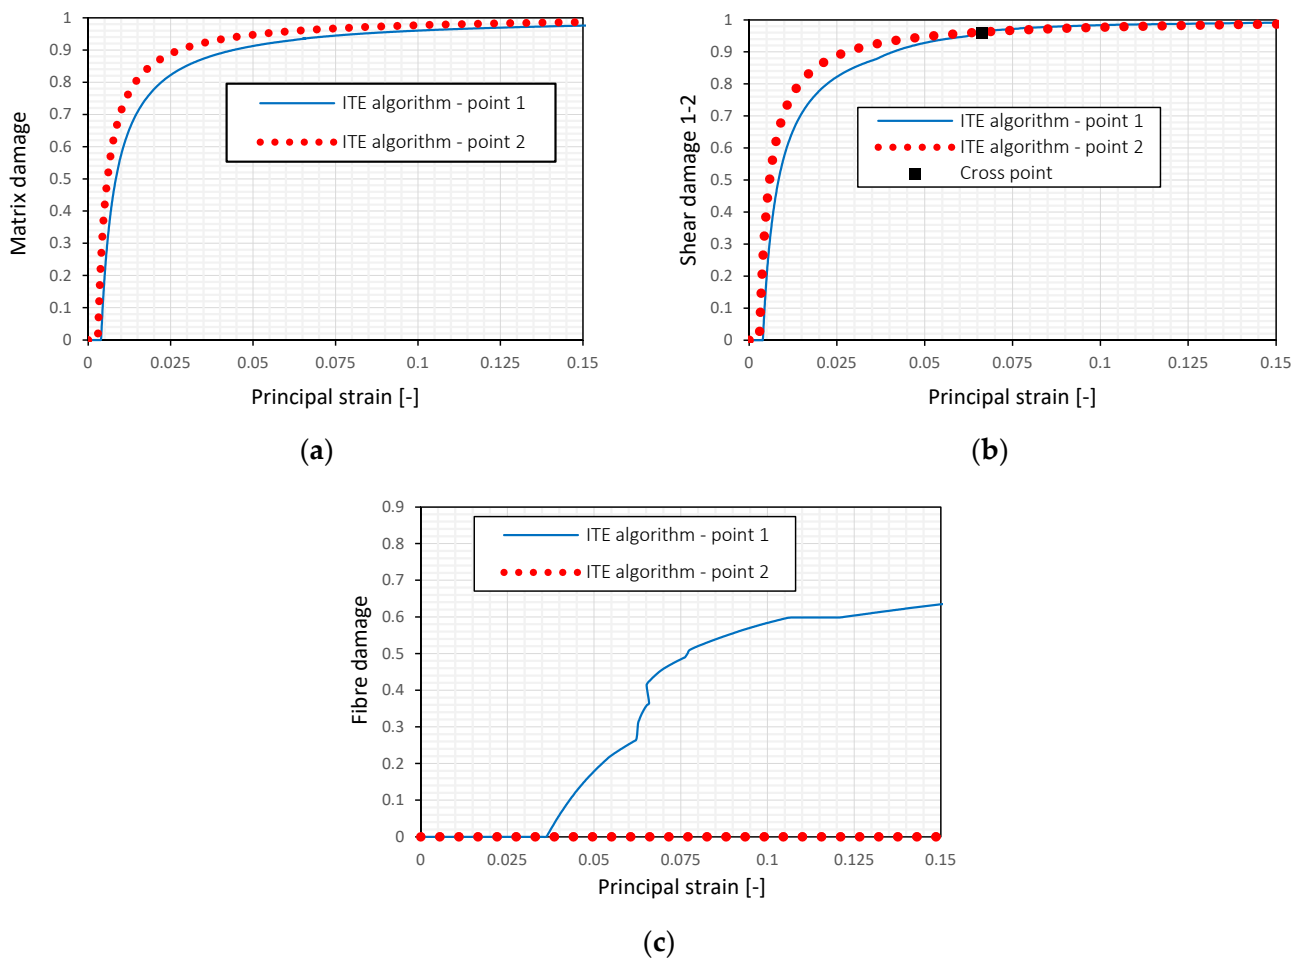 1
0.9
0.8
0.7
0.6
0.5
0.4
0.3
0.2
0.1
0
Matrix damage
ITE algorithm - point 1
ITE algorithm - point 2
0 0.025 0.05 0.075 0.1 0.125 0.15
Principal strain [-]
(a)
1
0.9
0.8
0.7
0.6
0.5
0.4
0.3
0.2
0.1
0
Shear damage 1-2
ITE algorithm - point 1
ITE algorithm - point 2
Cross point
0 0.025 0.05 0.075 0.1 0.125 0.15
Principal strain [-]
(b)
0.9
0.8
0.7
0.6
0.5
0.4
0.3
0.2
0.1
0
Fibre damage
ITE algorithm - point 1
ITE algorithm - point 2
0 0.025 0.05 0.075 0.1 0.125 0.15
Principal strain [-]
(c)